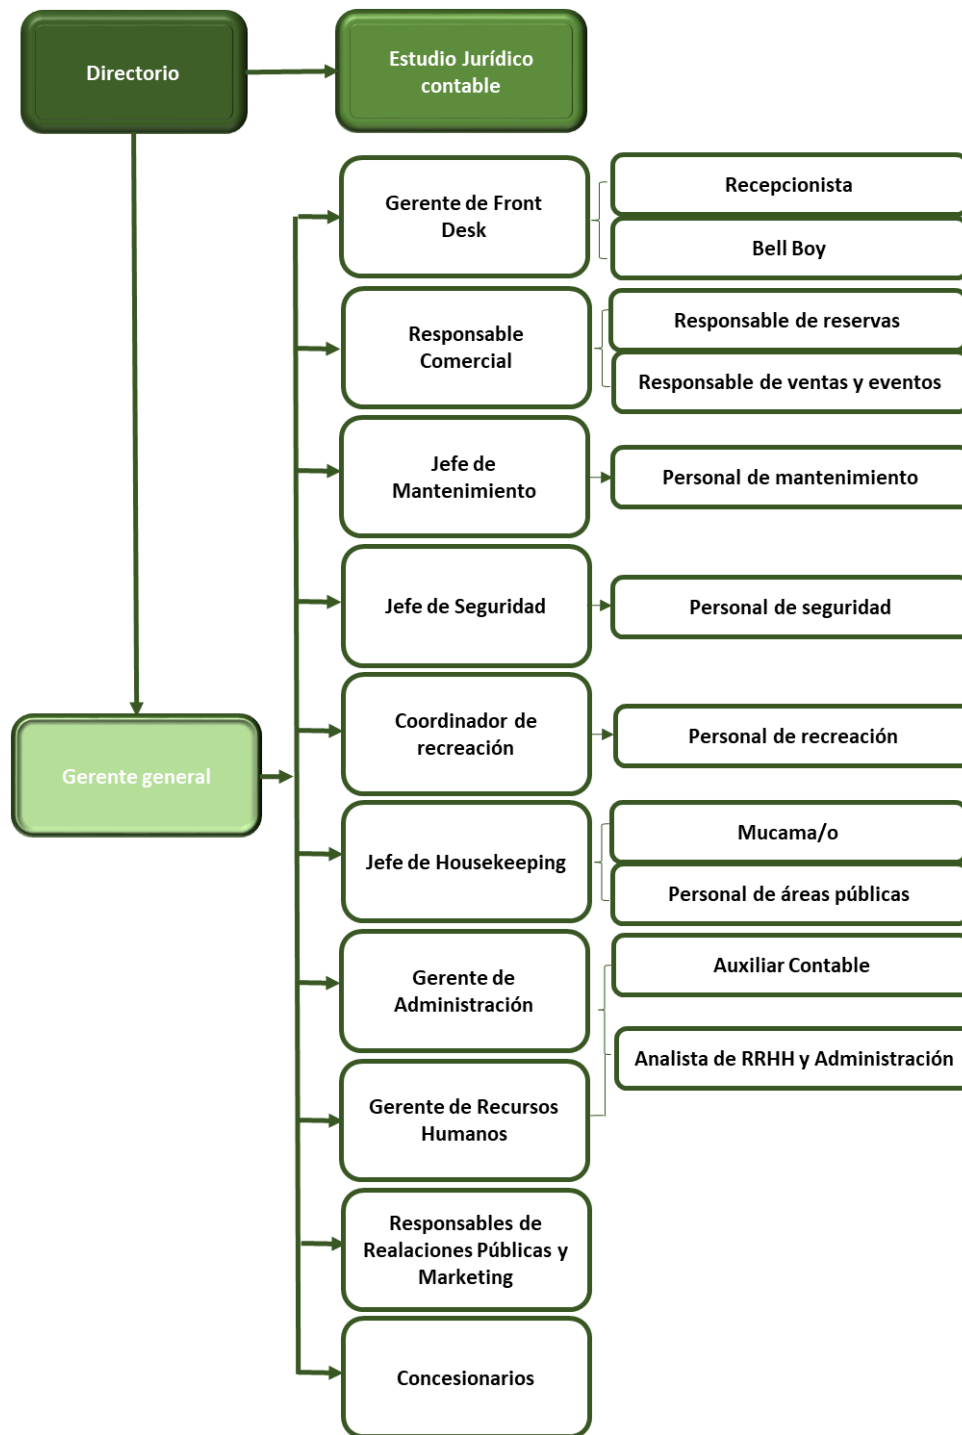 Directorio
Estudio Jurídico
contable
Gerente de Front
Desk
Recepcionista
Bell Boy
Responsable
Comercial
Responsable de reservas
Responsable de ventas y eventos
Jefe de
Mantenimiento
Personal de mantenimiento
Jefe de Seguridad
Personal de seguridad
Gerente general
Coordinador de
recreación
Personal de recreación
Jefe de Housekeeping
Mucama/o
Personal de áreas públicas
Gerente de
Administración
Auxiliar Contable
Analista de RRHH y Administración
Gerente de Recursos
Humanos
Responsables de
Realaciones Públicas y
Marketing
Concesionarios